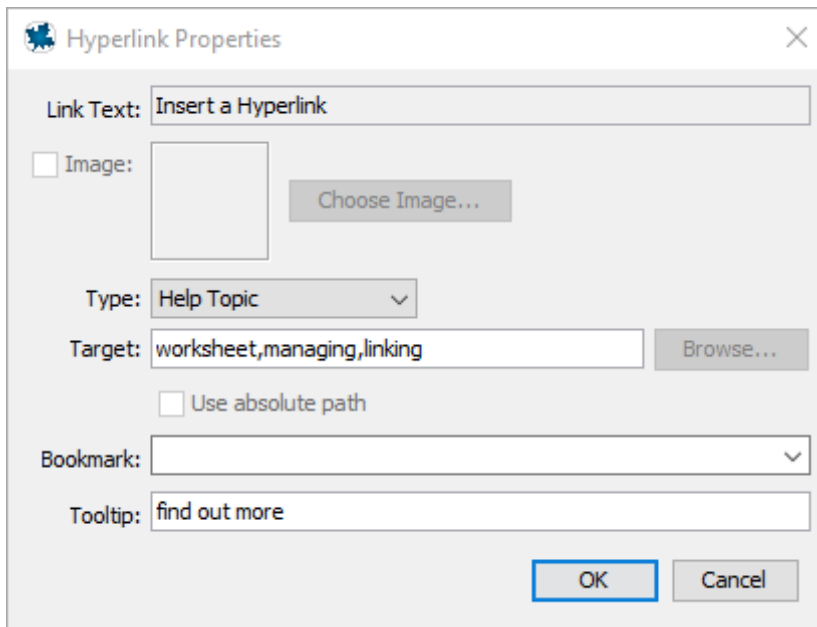 Hyperlink Properties
Link Text: Insert a Hyperlink
Image:
Choose Image...
Type: Help Topic
Target: worksheet,managing,linking Browse...
Use absolute path
Bookmark:
Tooltip: find out more
OK Cancel